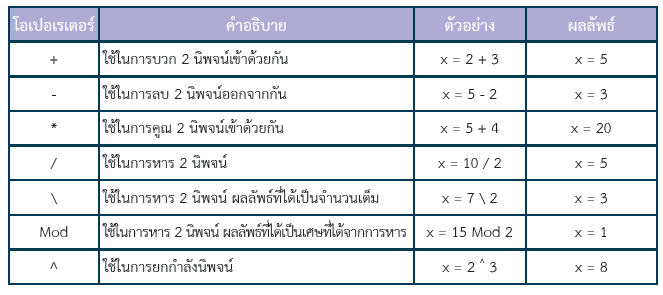 โอเปอเรเตอร์ คำอธิบาย ตัวอย่าง ผลลัพธ์
+ ใช้ในการบวก 2 นิพจน์เข้าด้วยกัน x = 2 + 3 x = 5
- ใช้ในการลบ 2 นิพจน์ออกจากกัน x = 5 - 2 x = 3
* ใช้ในการคูณ 2 นิพจน์เข้าด้วยกัน x = 5 + 4 x = 20
/ ใช้ในการหาร 2 นิพจน์ x = 10 / 2 x = 5
\ ใช้ในการหาร 2 นิพจน์ ผลลัพธ์ที่ได้เป็นจำนวนเต็ม x = 7 \ 2 x = 3
Mod ใช้ในการหาร 2 นิพจน์ ผลลัพธ์ที่ได้เป็นเศษที่ได้จากการหาร x = 15 Mod 2 x = 1
^ ใช้ในการยกกำลังนิพจน์ x = 2 ^ 3 x = 8